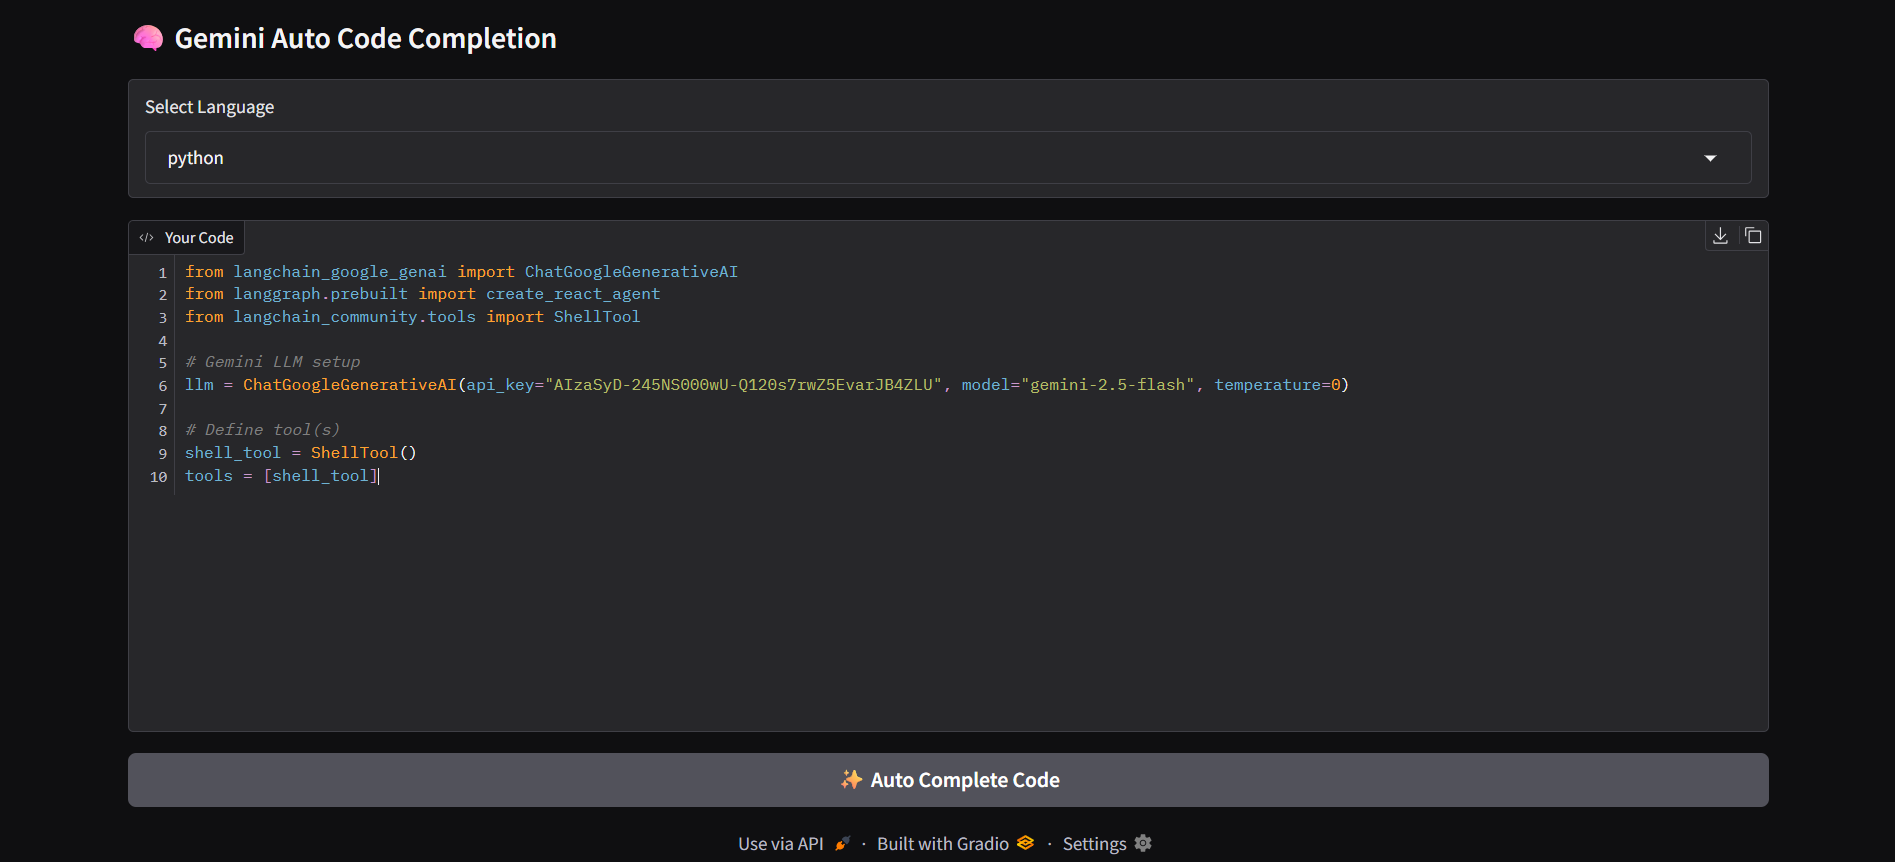 🧠 Gemini Auto Code Completion
Select Language
python
</> Your Code
1 from langchain_google_genai import ChatGoogleGenerativeAI
2 from langgraph.prebuilt import create_react_agent
3 from langchain_community.tools import ShellTool
4
5 # Gemini LLM setup
6 llm = ChatGoogleGenerativeAI(api_key="AIzaSyD-245NS000wU-Q120s7rwZ5EvarJB4ZLU", model="gemini-2.5-flash", temperature=0)
7
8 # Define tool(s)
9 shell_tool = ShellTool()
10 tools = [shell_tool]
✨ Auto Complete Code
Use via API 🚀 · Built with Gradio · Settings ⚙️